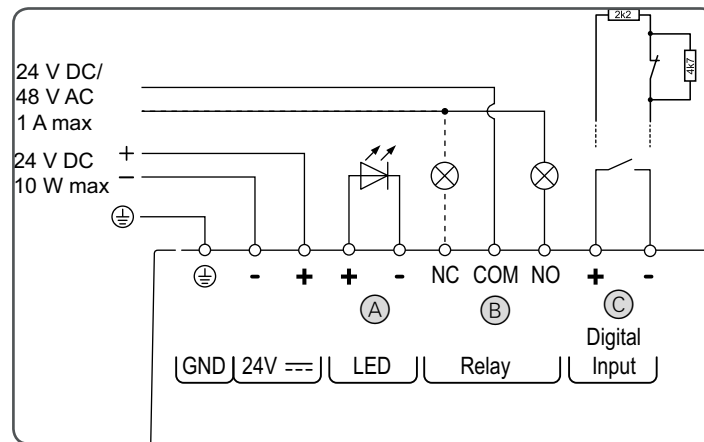 2k2
4k7
24 V DC/
48 V AC
1 A max
24 V DC +
10 W max −
- + + - NC COM NO + -
A B C
Digital
GND 24V LED Relay Input